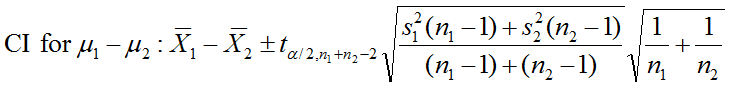 CI for μ₁ − μ₂ : X̄₁ − X̄₂ ± t_{α/2, n₁+n₂−2} √((s₁²(n₁ − 1) + s₂²(n₂ − 1)) / ((n₁ − 1) + (n₂ − 1))) √(1/n₁ + 1/n₂)